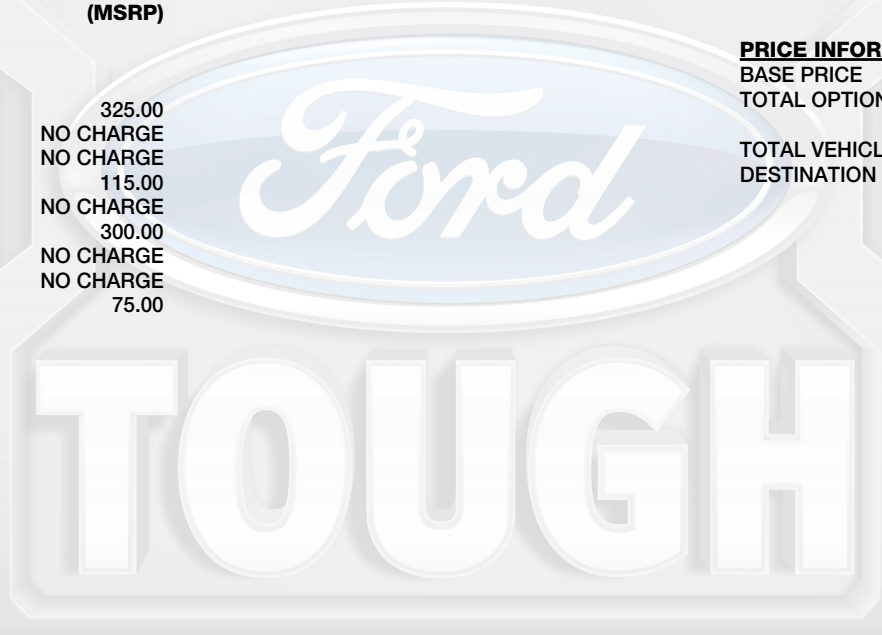 (MSRP)
325.00
NO CHARGE
NO CHARGE
115.00
NO CHARGE
300.00
NO CHARGE
NO CHARGE
75.00
PRICE INFOR
BASE PRICE
TOTAL OPTION
TOTAL VEHICL
DESTINATION
Ford
TOUGH